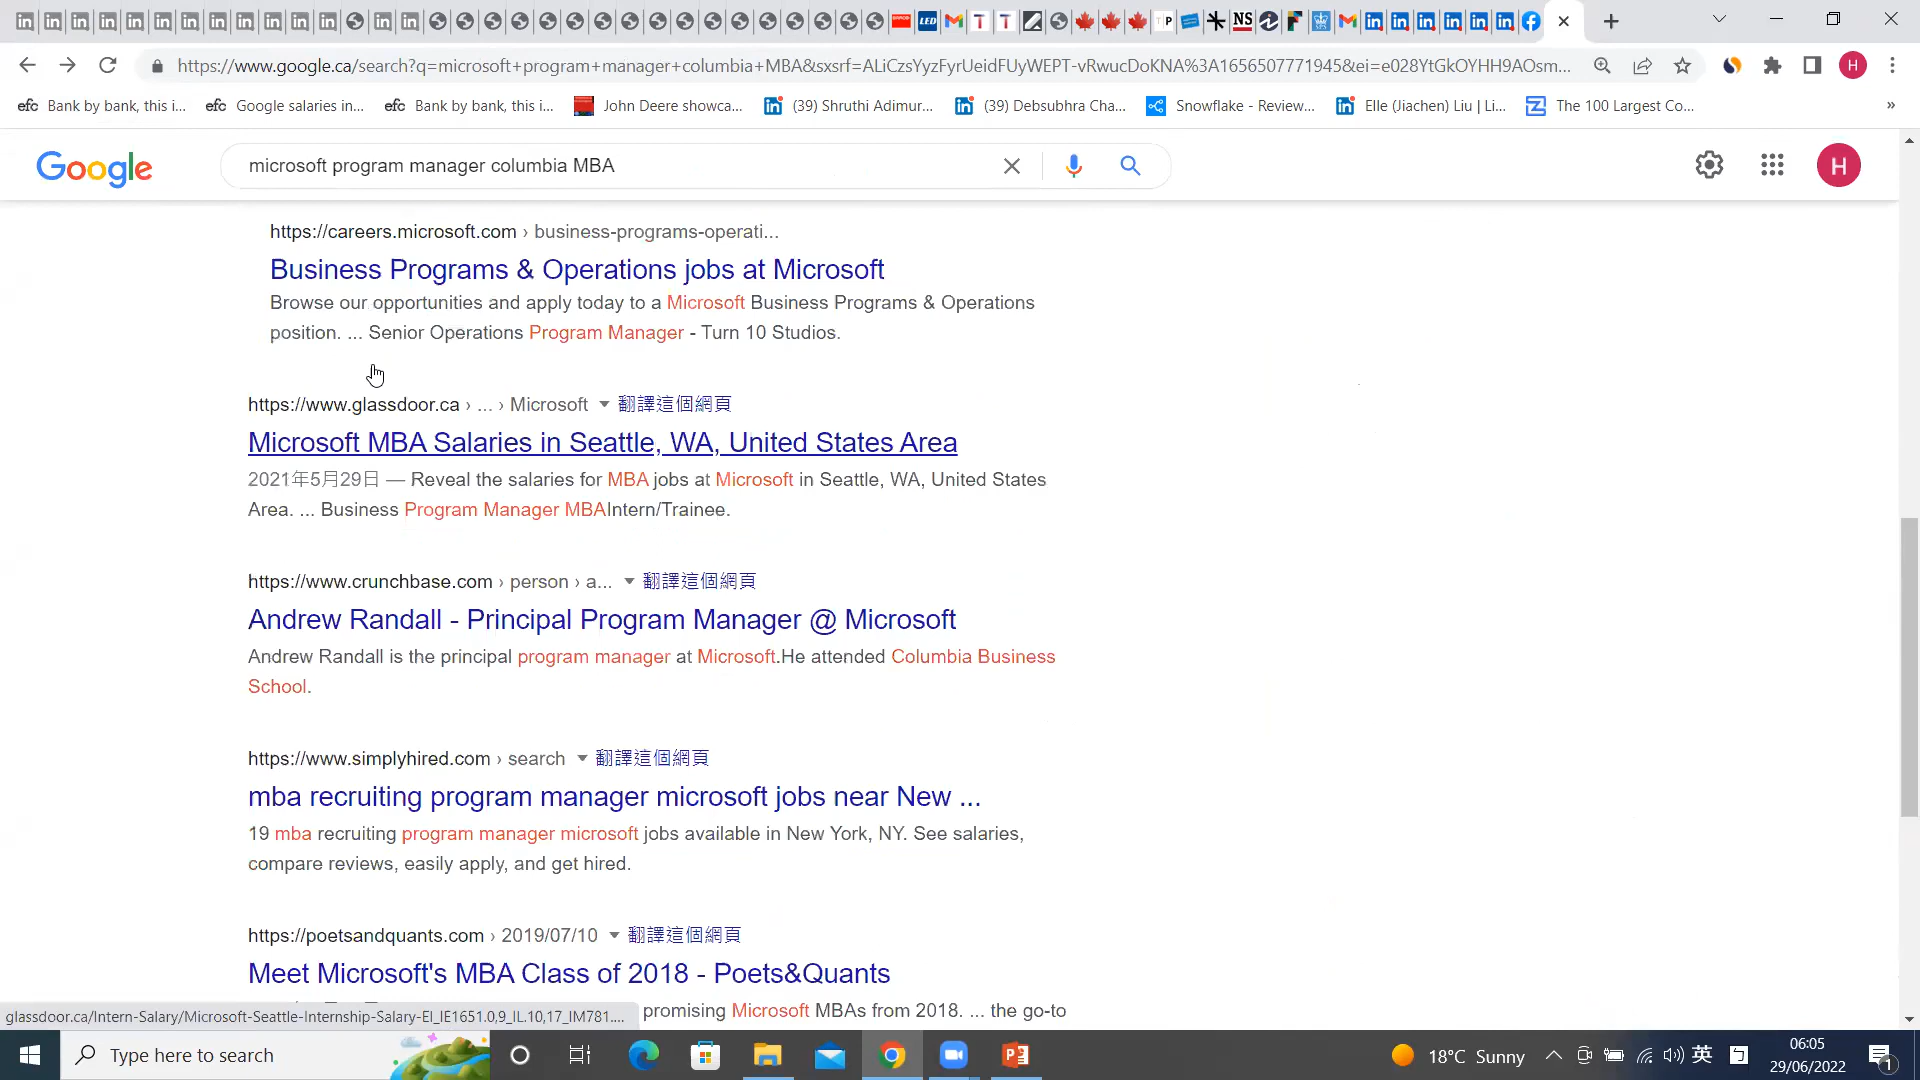 https://www.google.ca/search?q=microsoft+program+manager+columbia+MBA&sxsrf=ALiCzsYyzFyrUeidFUyWEPT-vRwucDoKNA%3A1656507771945&ei=e028YtGkOYHH9AOsm...
H
efc Bank by bank, this i...
efc Google salaries in...
efc Bank by bank, this i...
John Deere showca...
(39) Shruthi Adimur...
(39) Debsubhra Cha...
Snowflake - Review...
Elle (Jiachen) Liu | Li...
The 100 Largest Co...
»
Google
microsoft program manager columbia MBA
H
https://careers.microsoft.com › business-programs-operati...
Business Programs & Operations jobs at Microsoft
Browse our opportunities and apply today to a Microsoft Business Programs & Operations
position. ... Senior Operations Program Manager - Turn 10 Studios.
https://www.glassdoor.ca › ... › Microsoft 翻譯這個網頁
Microsoft MBA Salaries in Seattle, WA, United States Area
2021年5月29日 — Reveal the salaries for MBA jobs at Microsoft in Seattle, WA, United States
Area. ... Business Program Manager MBAIntern/Trainee.
https://www.crunchbase.com › person › a... 翻譯這個網頁
Andrew Randall - Principal Program Manager @ Microsoft
Andrew Randall is the principal program manager at Microsoft.He attended Columbia Business
School.
https://www.simplyhired.com › search 翻譯這個網頁
mba recruiting program manager microsoft jobs near New ...
19 mba recruiting program manager microsoft jobs available in New York, NY. See salaries,
compare reviews, easily apply, and get hired.
https://poetsandquants.com › 2019/07/10 翻譯這個網頁
Meet Microsoft's MBA Class of 2018 - Poets&Quants
promising Microsoft MBAs from 2018. ... the go-to
glassdoor.ca/Intern-Salary/Microsoft-Seattle-Internship-Salary-EI_IE1651.0,9_IL.10,17_IM781....
Type here to search
18°C Sunny
英
06:05
29/06/2022
1